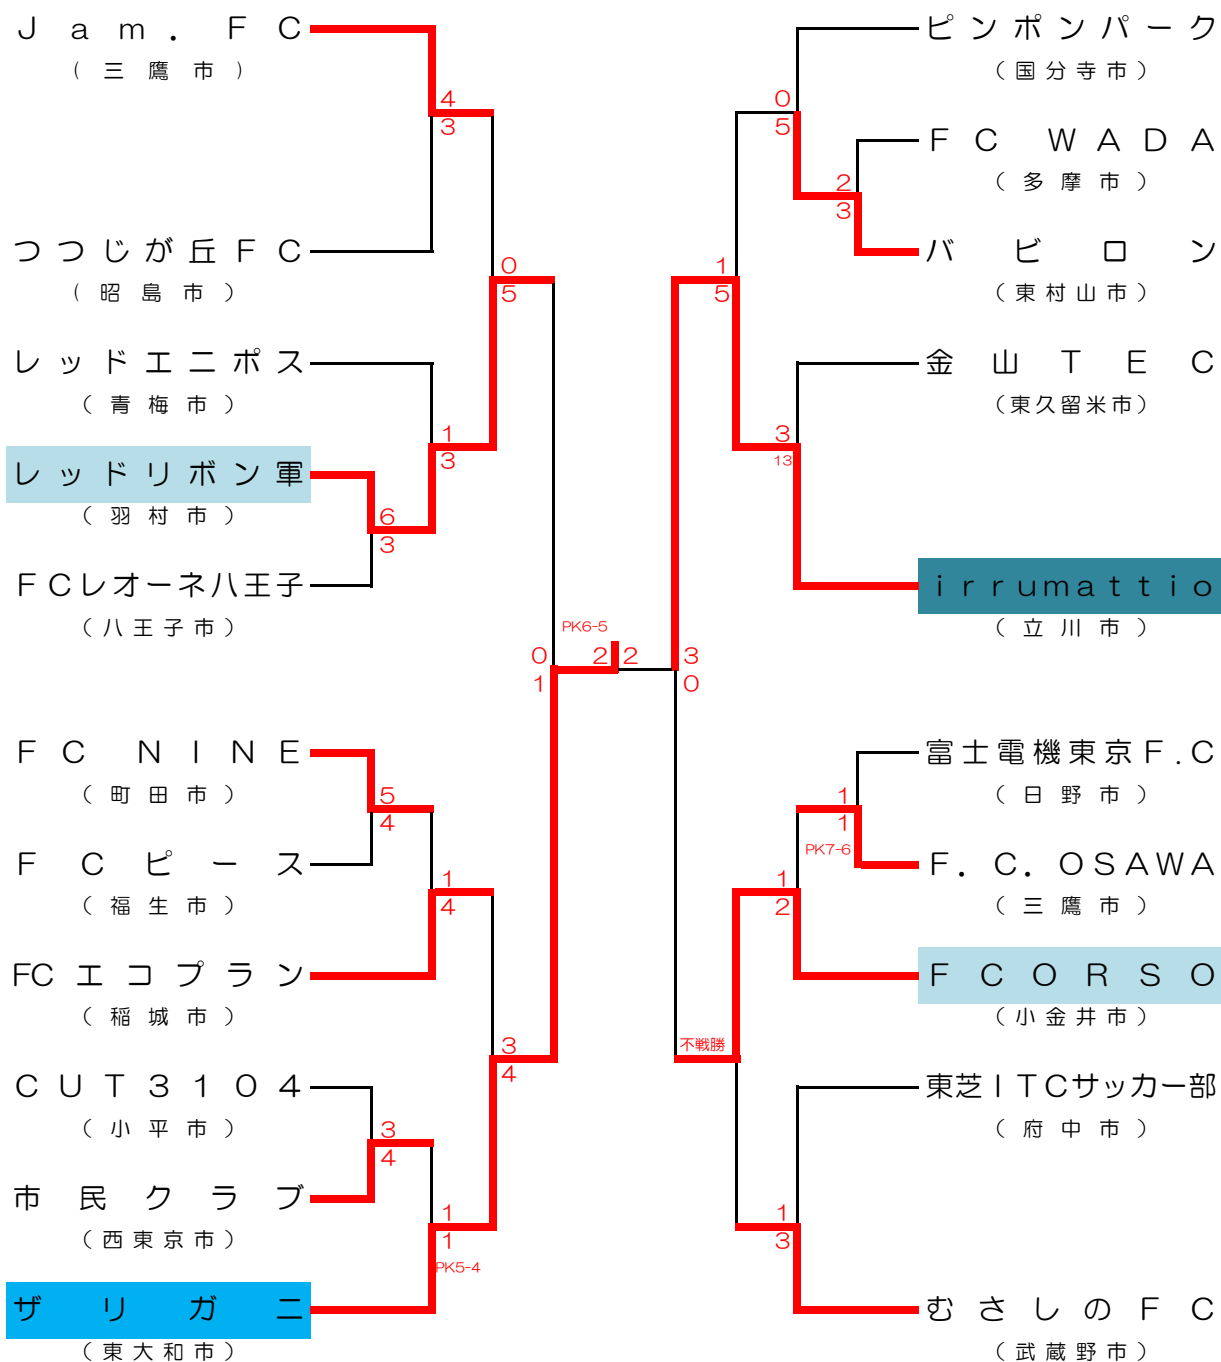 Ｊａｍ．ＦＣ
（三鷹市）
4
3
つつじが丘ＦＣ
（昭島市）
0
5
レッドエニポス
（青梅市）
1
3
レッドリボン軍
（羽村市）
6
3
ＦＣレオーネ八王子
（八王子市）
0
1
ＦＣ　ＮＩＮＥ
（町田市）
5
4
ＦＣピース
（福生市）
1
4
FCエコプラン
（稲城市）
3
4
ＣＵＴ３１０４
（小平市）
3
4
市民クラブ
（西東京市）
1
1
PK5-4
ザリガニ
（東大和市）
PK6-5
2 2
ピンポンパーク
（国分寺市）
0
5
ＦＣ　ＷＡＤＡ
（多摩市）
2
3
バビロン
（東村山市）
1
5
金山ＴＥＣ
（東久留米市）
3
13
ｉｒｒｕｍａｔｔｉｏ
（立川市）
3
0
富士電機東京Ｆ.Ｃ
（日野市）
1
1
PK7-6
Ｆ．Ｃ．ＯＳＡＷＡ
（三鷹市）
1
2
ＦＣＯＲＳＯ
（小金井市）
不戦勝
東芝ＩＴＣサッカー部
（府中市）
1
3
むさしのＦＣ
（武蔵野市）